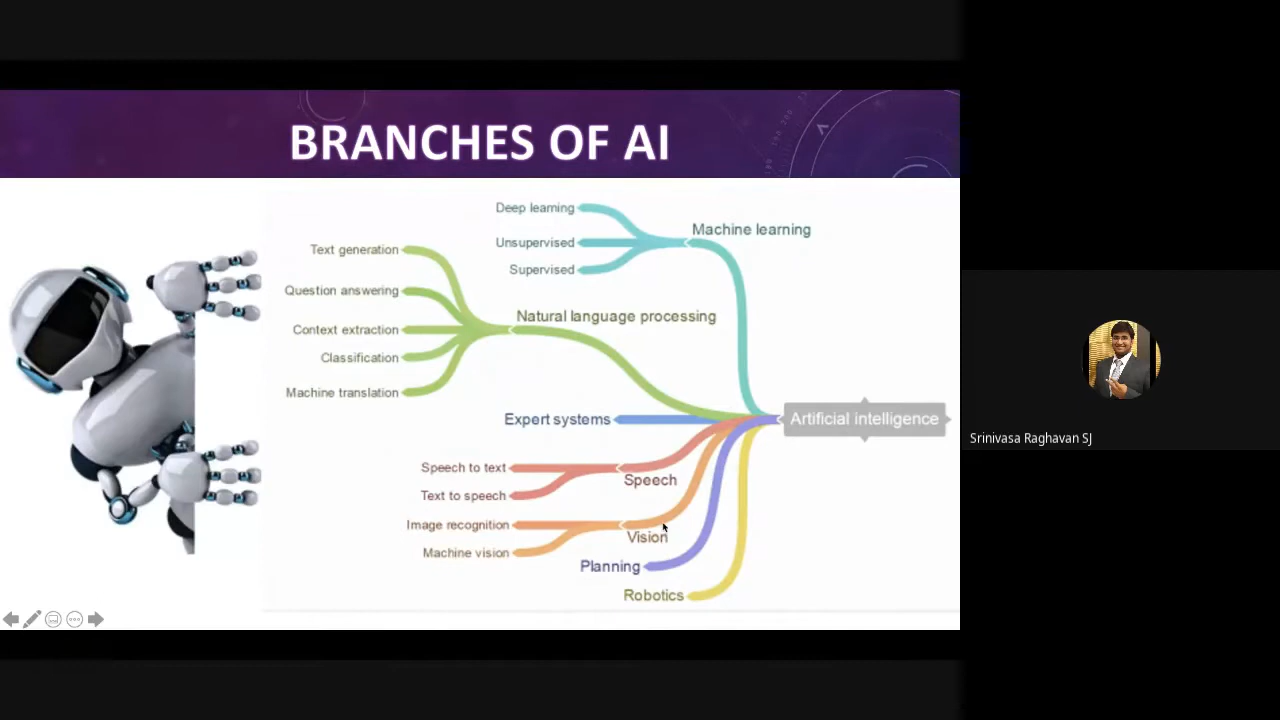 BRANCHES OF AI
Deep learning
Unsupervised
Supervised
Machine learning
Text generation
Question answering
Context extraction
Classification
Machine translation
Natural language processing
Expert systems
Artificial intelligence
Speech to text
Text to speech
Speech
Image recognition
Machine vision
Vision
Planning
Robotics
Srinivasa Raghavan SJ